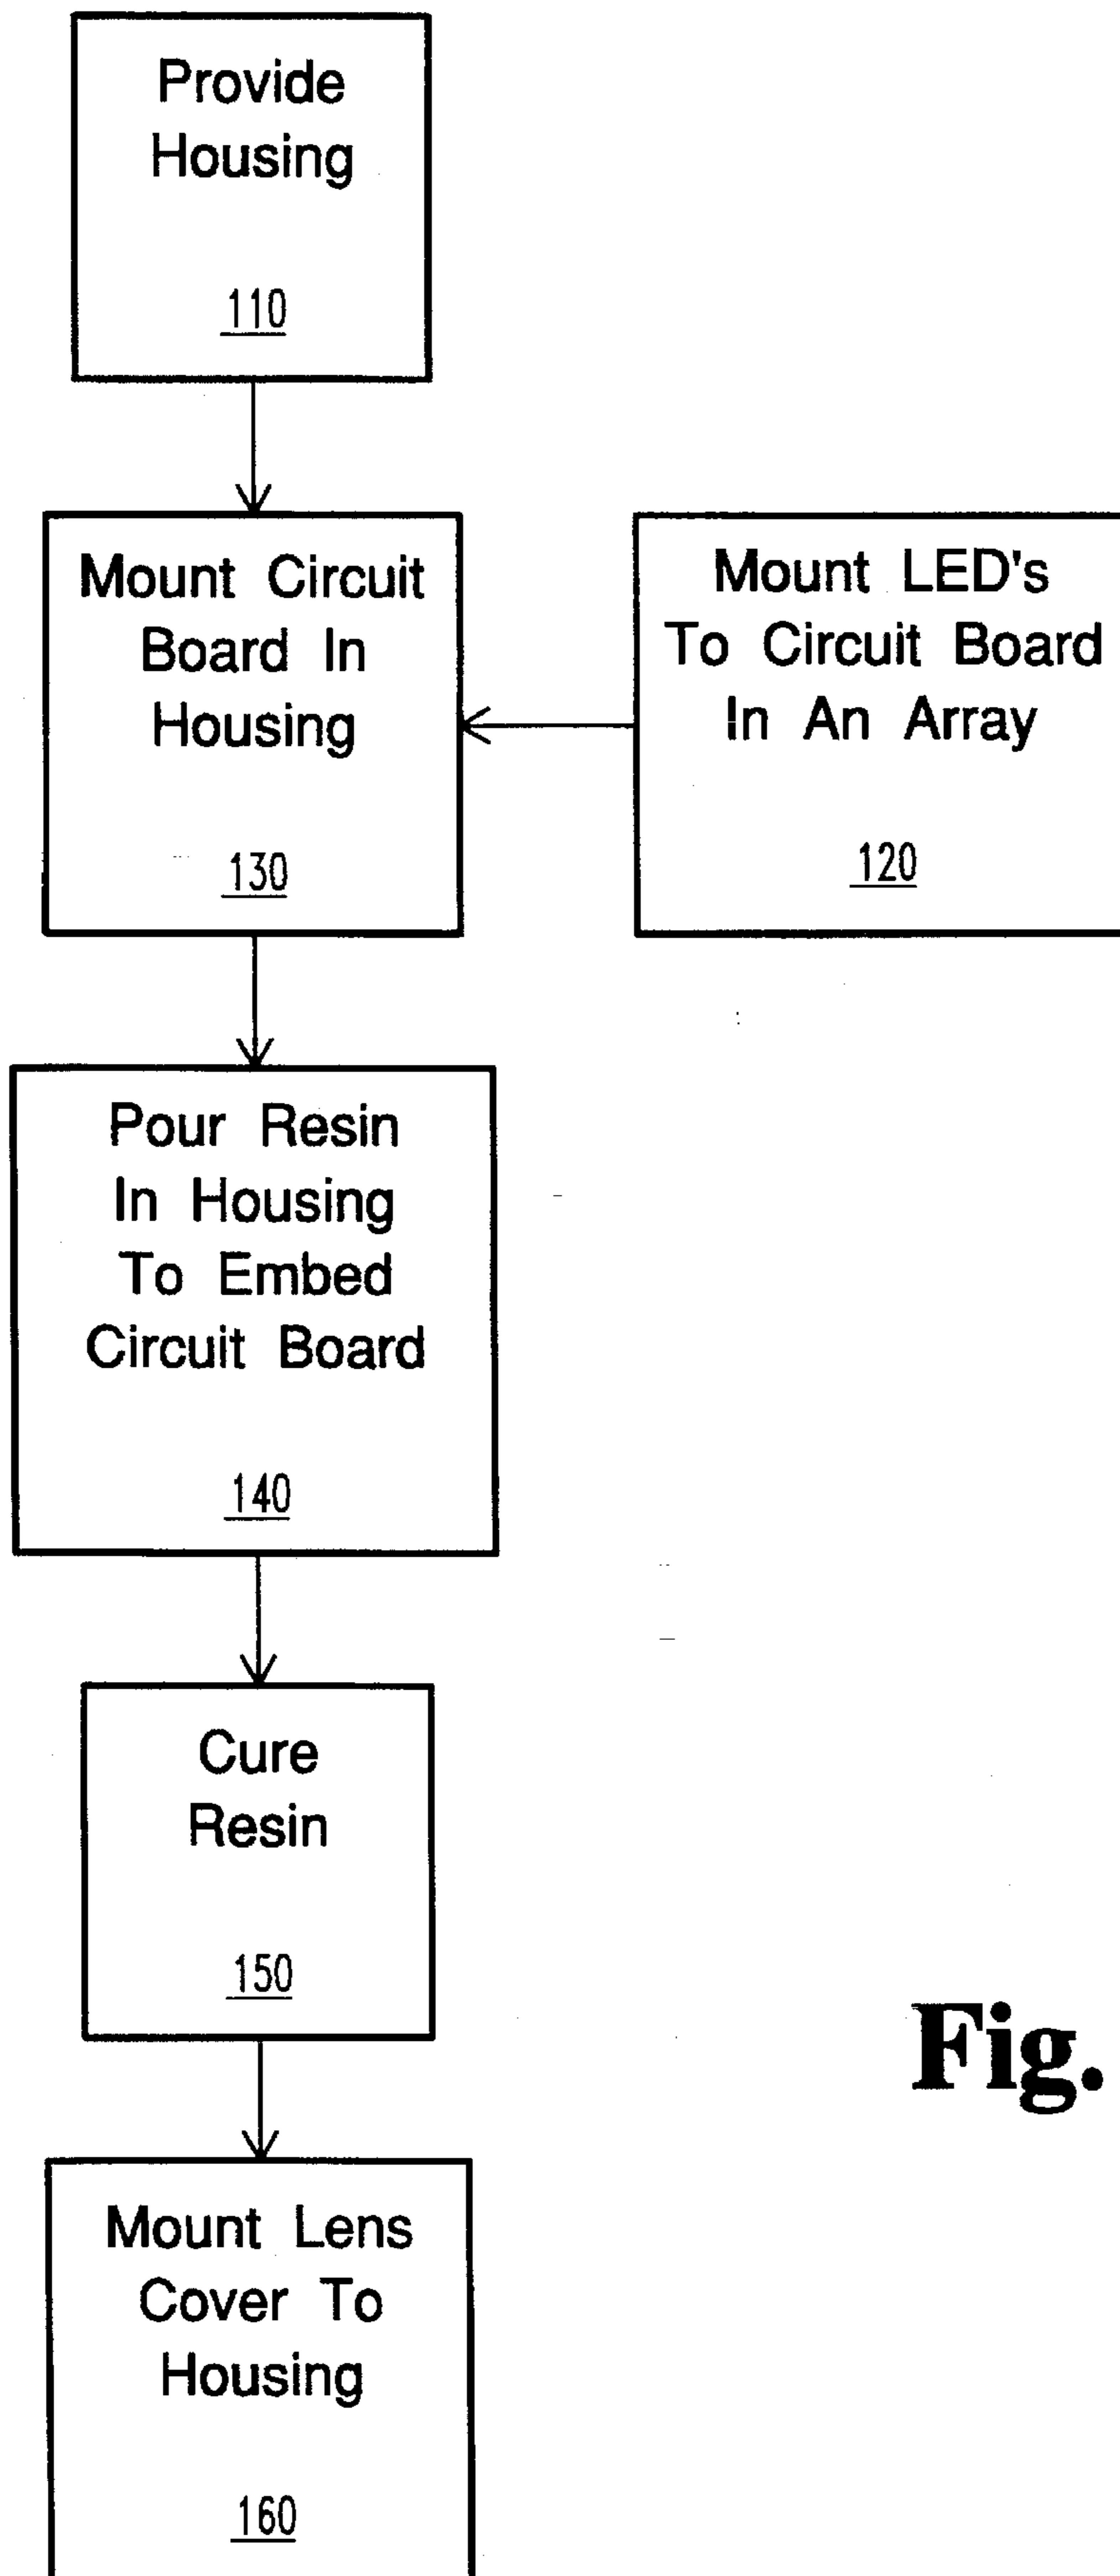 Provide
Housing
110
Mount Circuit
Board In
Housing
130
Mount LED's
To Circuit Board
In An Array
120
Pour Resin
In Housing
To Embed
Circuit Board
140
Cure
Resin
150
Fig.
Mount Lens
Cover To
Housing
160